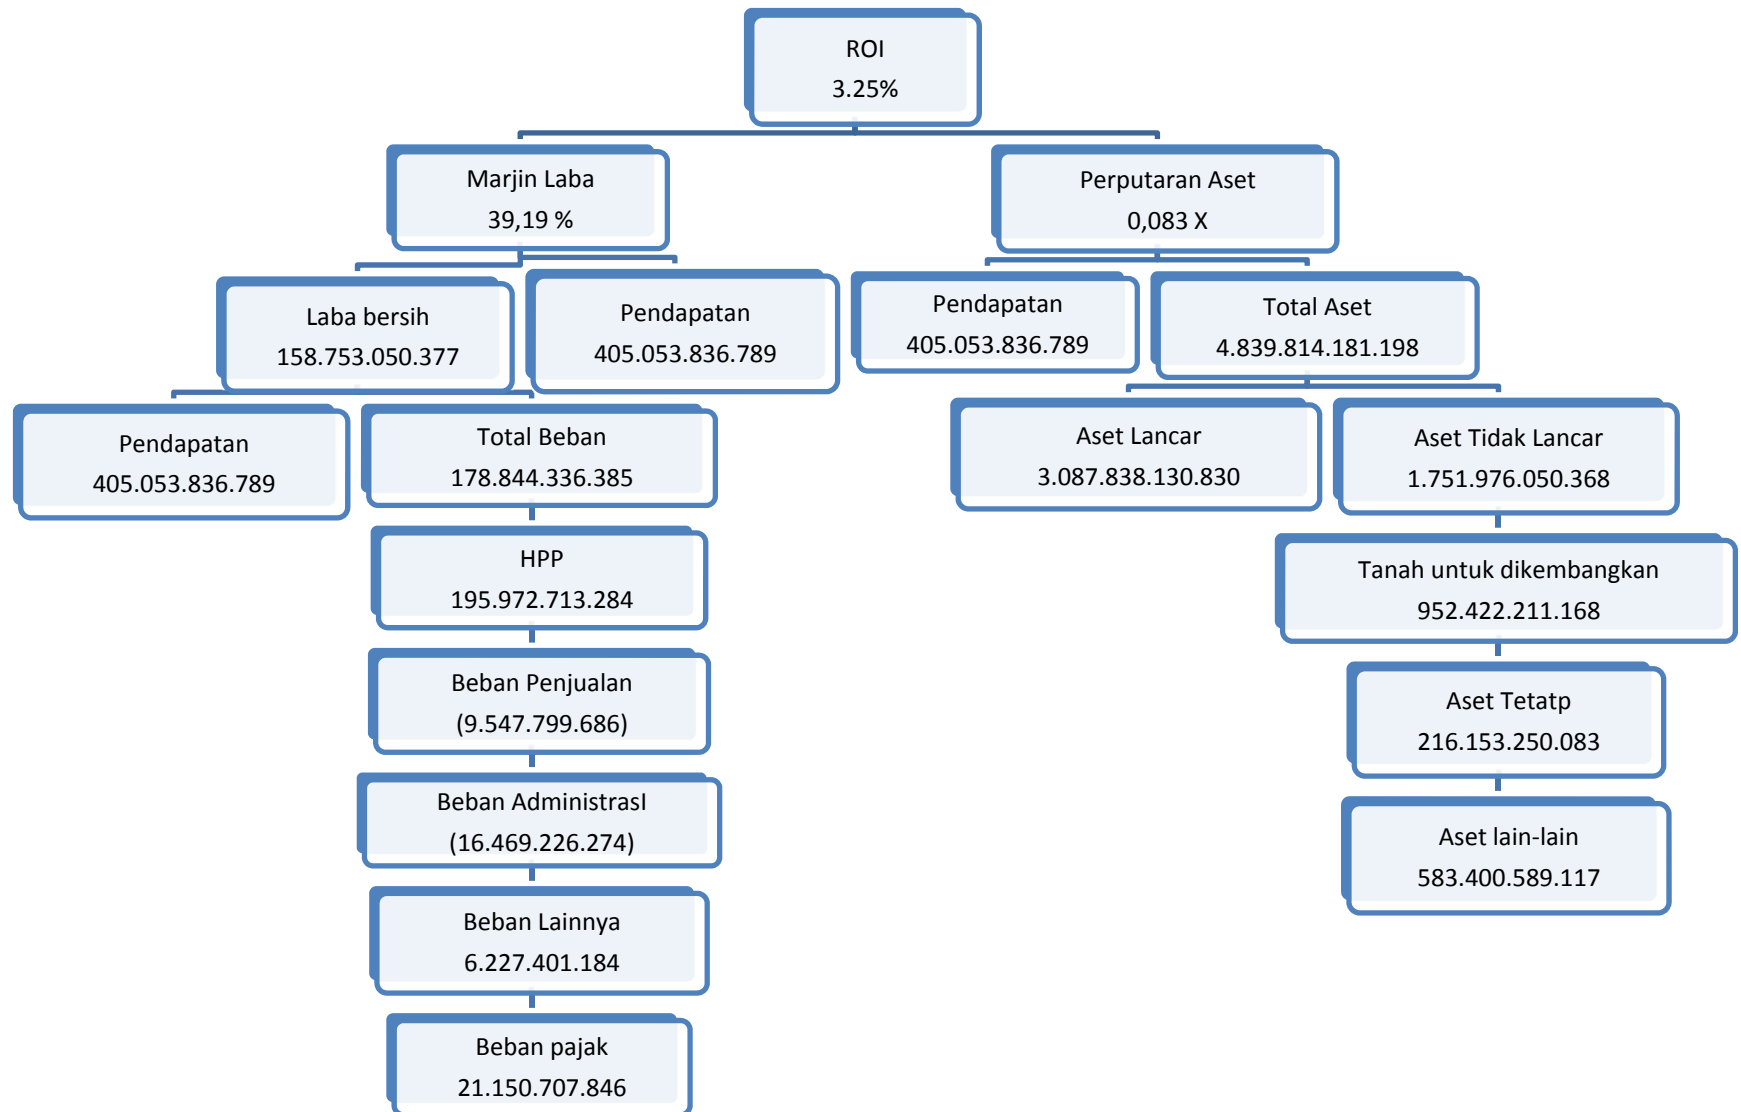 ROI
3.25%
Marjin Laba
39,19 %
Perputaran Aset
0,083 X
Laba bersih
158.753.050.377
Pendapatan
405.053.836.789
Pendapatan
405.053.836.789
Total Aset
4.839.814.181.198
Pendapatan
405.053.836.789
Total Beban
178.844.336.385
Aset Lancar
3.087.838.130.830
Aset Tidak Lancar
1.751.976.050.368
HPP
195.972.713.284
Tanah untuk dikembangkan
952.422.211.168
Beban Penjualan
(9.547.799.686)
Aset Tetatp
216.153.250.083
Beban AdministrasI
(16.469.226.274)
Aset lain-lain
583.400.589.117
Beban Lainnya
6.227.401.184
Beban pajak
21.150.707.846